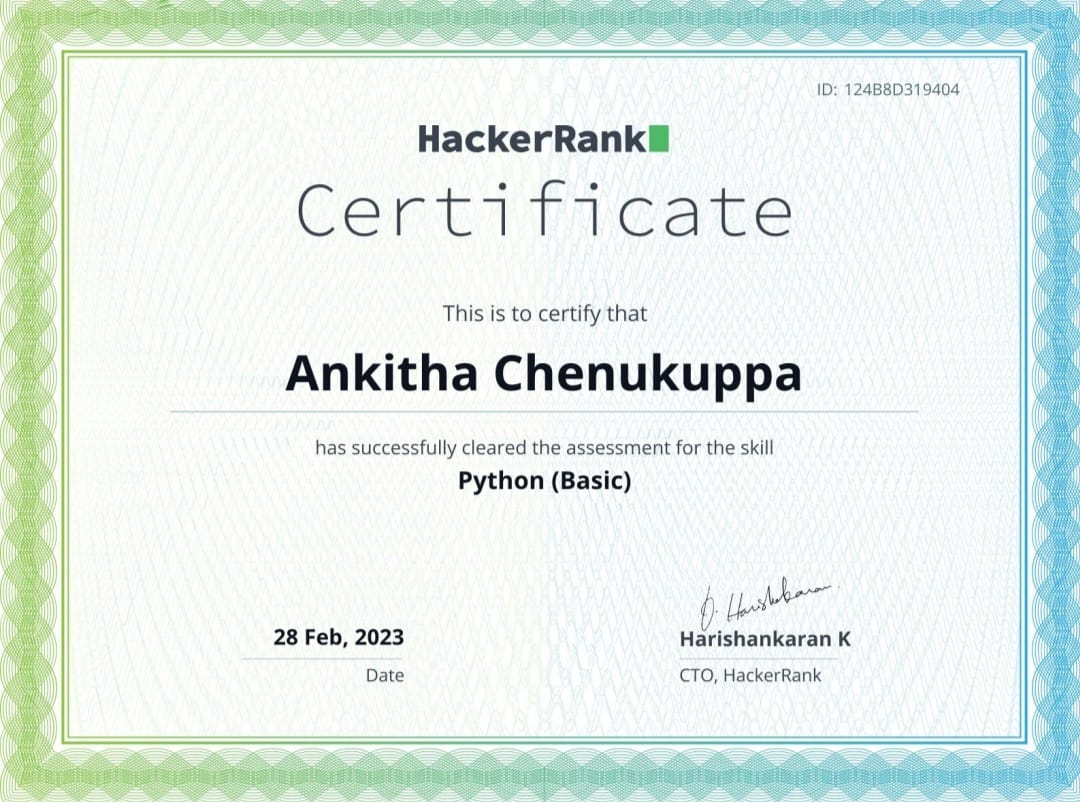 ID: 124B8D319404
HackerRank
Certificate
This is to certify that
Ankitha Chenukuppa
has successfully cleared the assessment for the skill
Python (Basic)
28 Feb, 2023
Date
Harishankaran K
CTO, HackerRank